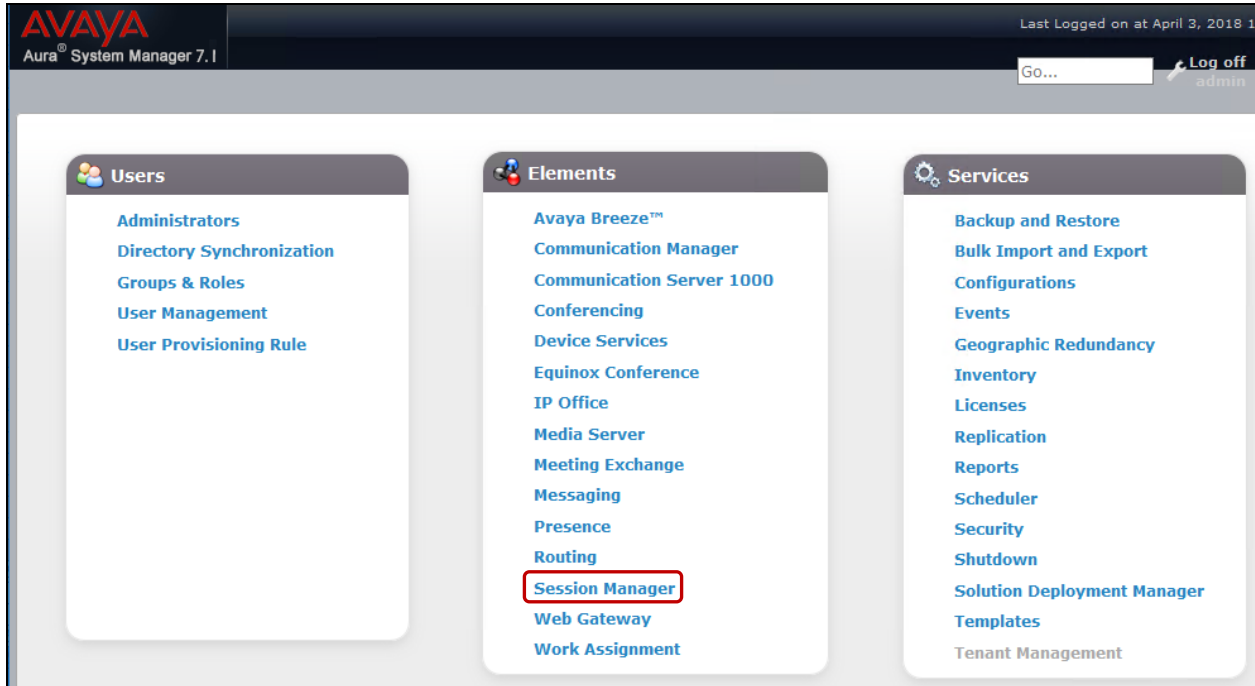 AVAYA
Aura® System Manager 7.1
Last Logged on at April 3, 2018 1
Go...
Log off
admin
Users
Administrators
Directory Synchronization
Groups & Roles
User Management
User Provisioning Rule
Elements
Avaya Breeze™
Communication Manager
Communication Server 1000
Conferencing
Device Services
Equinox Conference
IP Office
Media Server
Meeting Exchange
Messaging
Presence
Routing
Session Manager
Web Gateway
Work Assignment
Services
Backup and Restore
Bulk Import and Export
Configurations
Events
Geographic Redundancy
Inventory
Licenses
Replication
Reports
Scheduler
Security
Shutdown
Solution Deployment Manager
Templates
Tenant Management